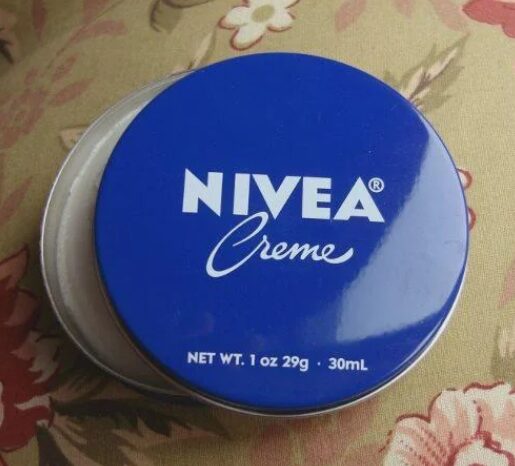 NIVEA®
Creme
NET WT. 1 oz 29g · 30mL